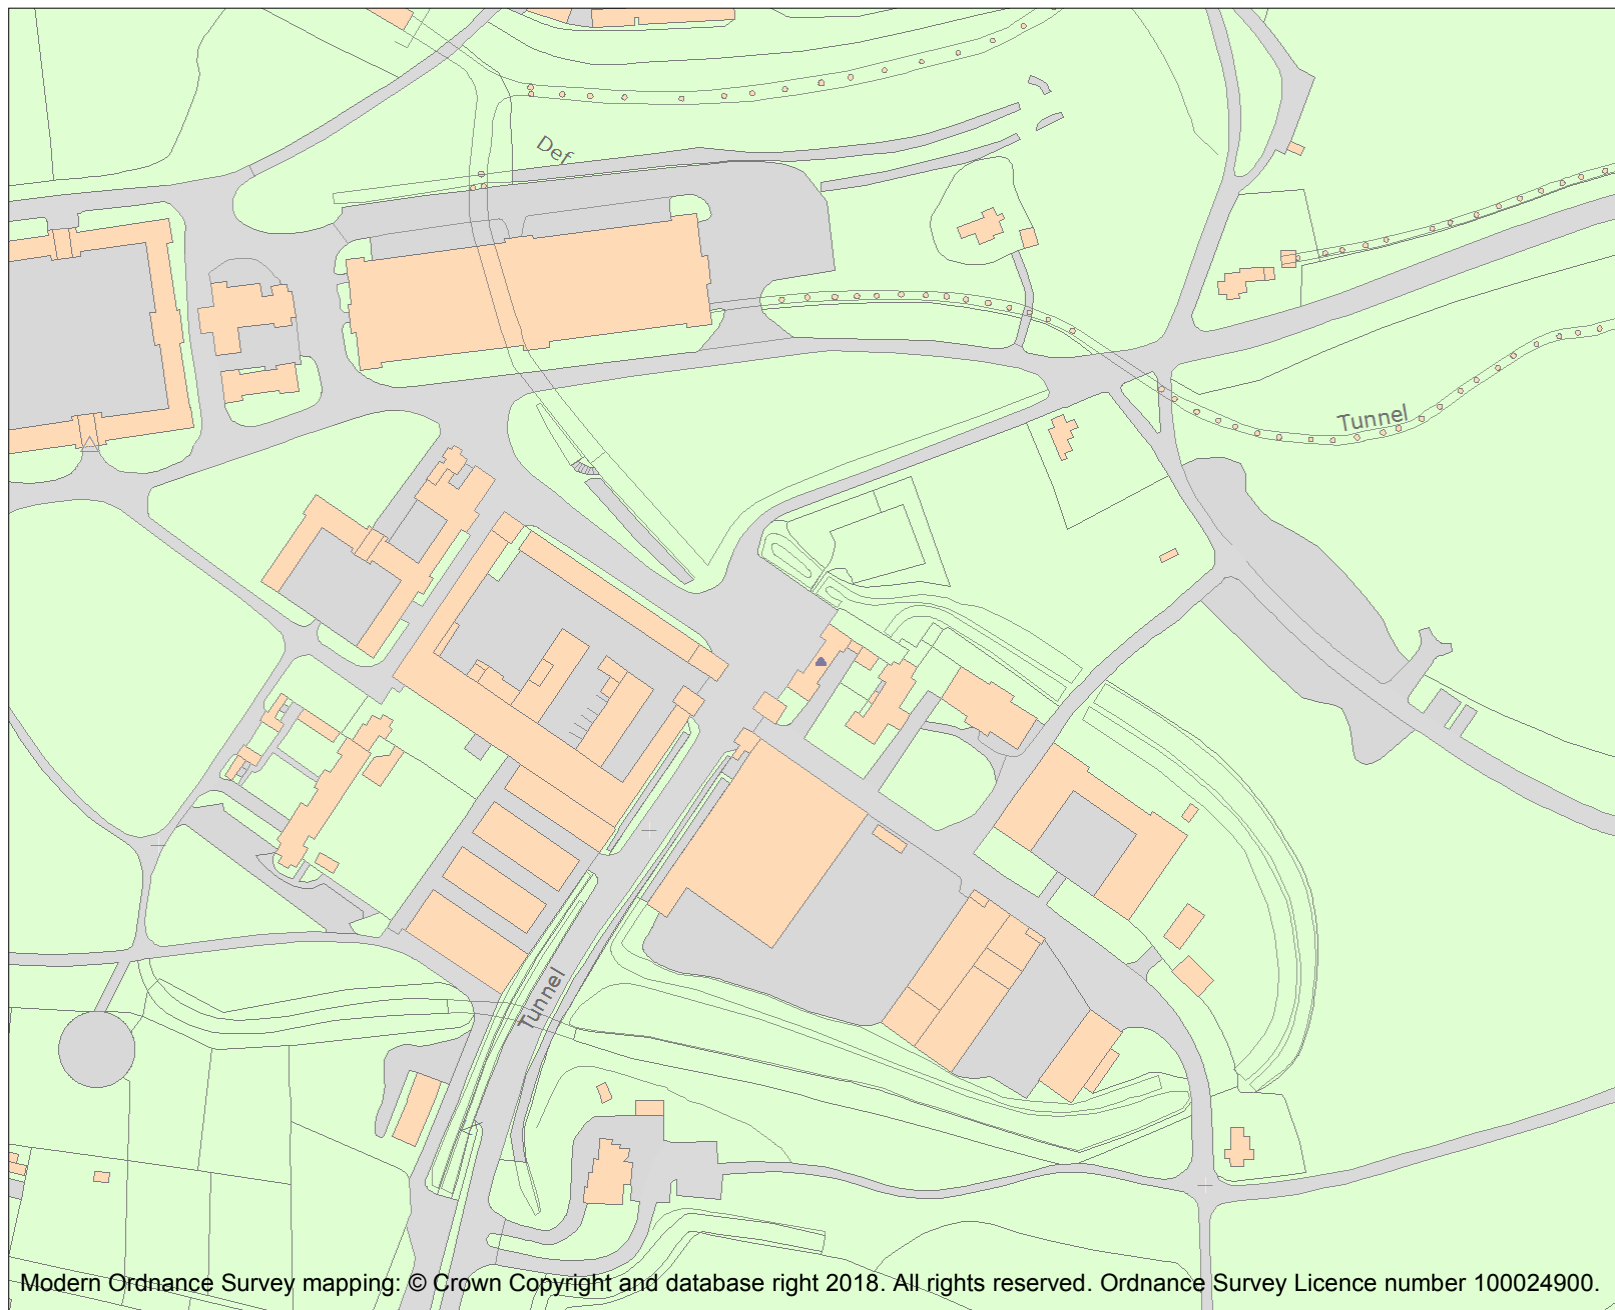 Def
Tunnel
Tunnel
Modern Ordnance Survey mapping: © Crown Copyright and database right 2018. All rights reserved. Ordnance Survey Licence number 100024900.